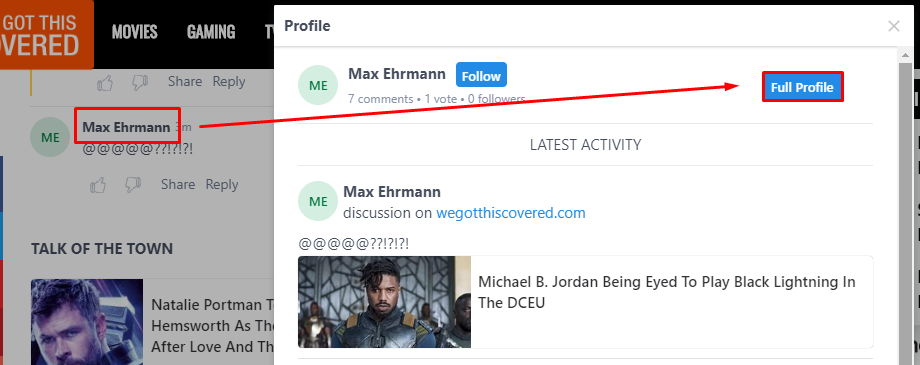 GOT THIS
OVERED
MOVIES
GAMING
TV
Share Reply
ME
Max Ehrmann 3m
@@@@@??!?!?!
Share Reply
TALK OF THE TOWN
Natalie Portman T
Hemsworth As The
After Love And Th
Profile
ME
Max Ehrmann Follow
7 comments • 1 vote • 0 followers
Full Profile
LATEST ACTIVITY
ME
Max Ehrmann
discussion on wegotthiscovered.com
@@@@@??!?!?!
Michael B. Jordan Being Eyed To Play Black Lightning In
The DCEU